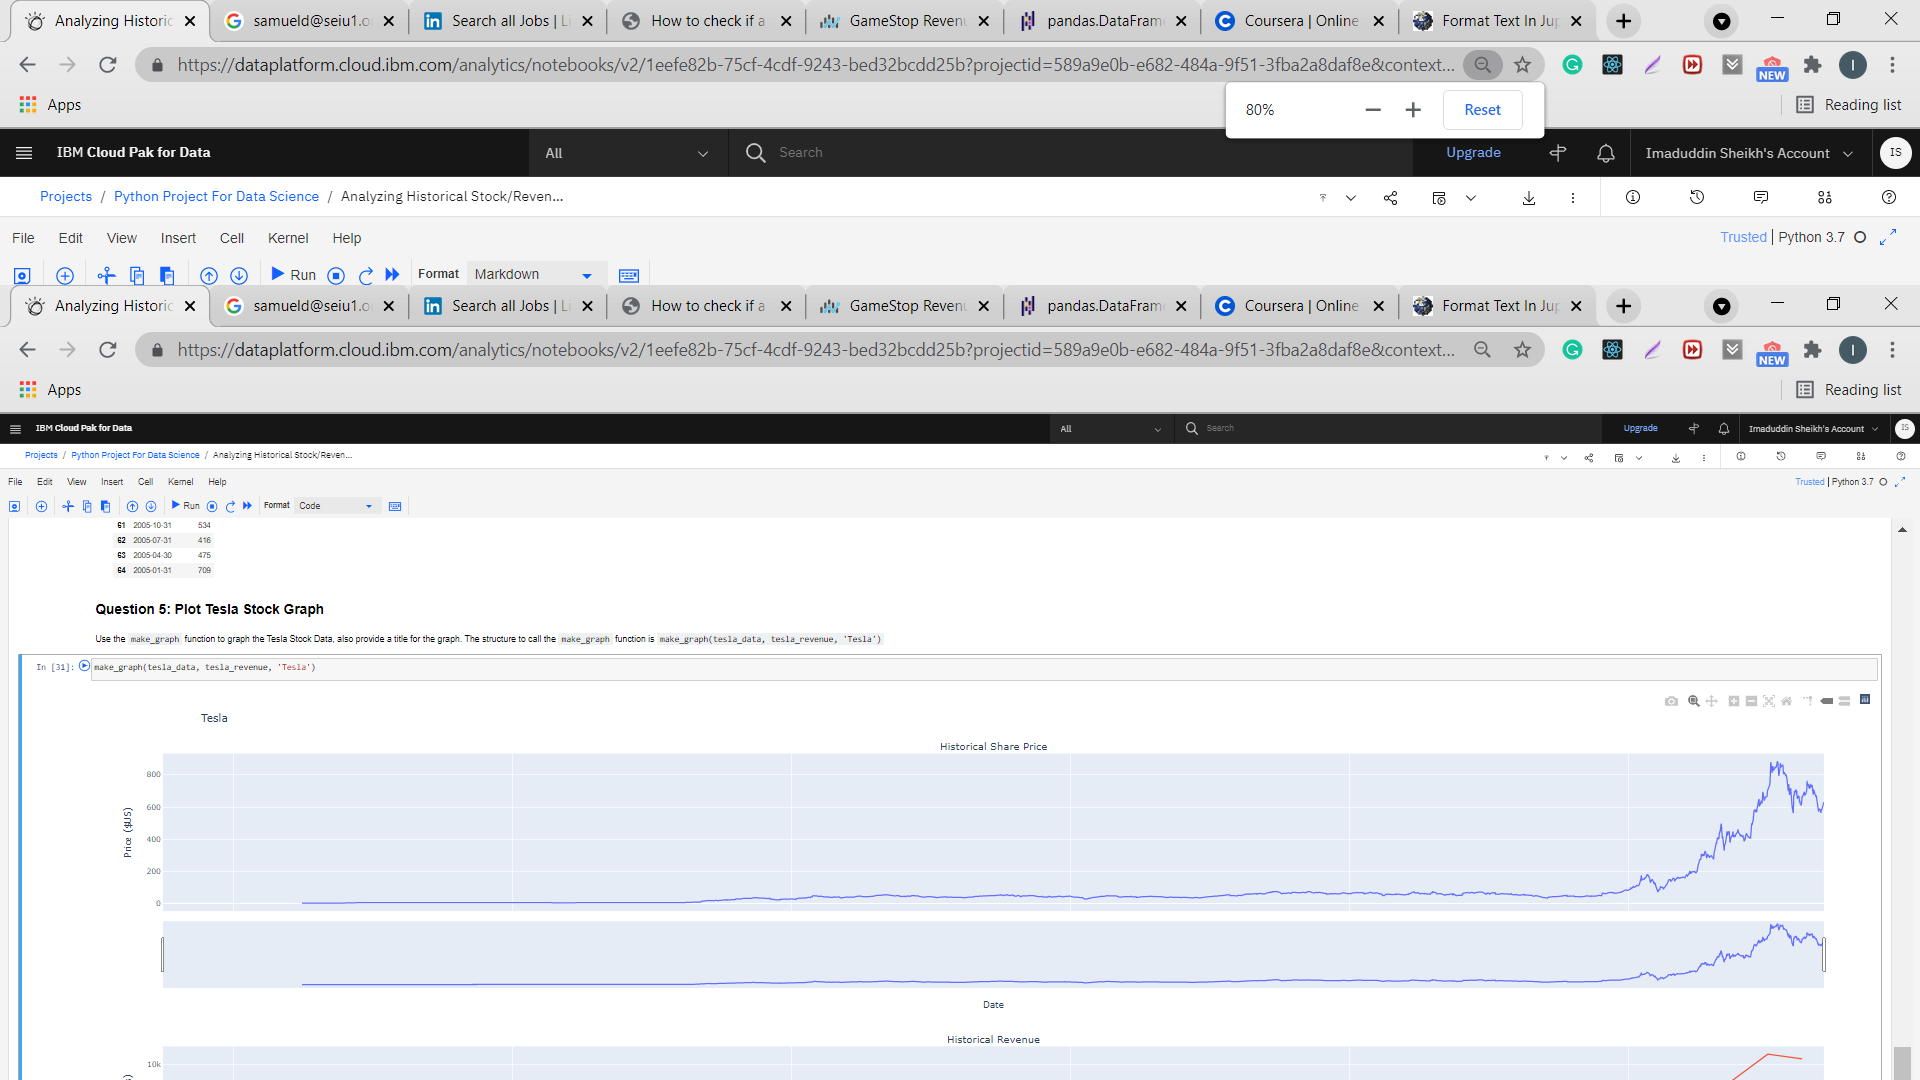 Analyzing Historic
samueld@seiu1.o
Search all Jobs | Li
How to check if a
GameStop Revenu
pandas.DataFrame
Coursera | Online
Format Text In Jup
https://dataplatform.cloud.ibm.com/analytics/notebooks/v2/1eefe82b-75cf-4cdf-9243-bed32bcdd25b?projectid=589a9e0b-e682-484a-9f51-3fba2a8daf8e&context...
NEW
I
Apps
80%
Reset
Reading list
IBM Cloud Pak for Data
All
Search
Upgrade
Imaduddin Sheikh's Account
IS
Projects / Python Project For Data Science / Analyzing Historical Stock/Reven...
File Edit View Insert Cell Kernel Help
Trusted | Python 3.7
Run
Format
Markdown
Analyzing Historic
samueld@seiu1.o
Search all Jobs | Li
How to check if a
GameStop Revenu
pandas.DataFrame
Coursera | Online
Format Text In Jup
https://dataplatform.cloud.ibm.com/analytics/notebooks/v2/1eefe82b-75cf-4cdf-9243-bed32bcdd25b?projectid=589a9e0b-e682-484a-9f51-3fba2a8daf8e&context...
NEW
I
Apps
Reading list
IBM Cloud Pak for Data
All
Search
Upgrade
Imaduddin Sheikh's Account
IS
Projects / Python Project For Data Science / Analyzing Historical Stock/Reven...
File Edit View Insert Cell Kernel Help
Trusted | Python 3.7
Run
Format
Code
61 2005-10-31 534
62 2005-07-31 416
63 2005-04-30 475
64 2005-01-31 709
Question 5: Plot Tesla Stock Graph
Use the make_graph function to graph the Tesla Stock Data, also provide a title for the graph. The structure to call the make_graph function is make_graph(tesla_data, tesla_revenue, 'Tesla')
In [31]: make_graph(tesla_data, tesla_revenue, 'Tesla')
Tesla
Historical Share Price
Price ($US)
800
600
400
200
0
Date
Historical Revenue
10k